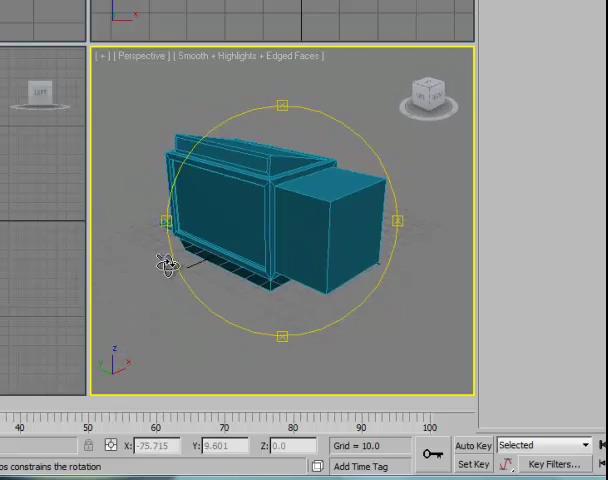 x
[ + ] [ Perspective ] [ Smooth + Highlights + Edged Faces ]
LEFT
z
y
x
40 50 60 70 80 90 100
X: -75.715 Y: 9.601 Z: 0.0 Grid = 10.0 Auto Key Selected
os constrains the rotation Add Time Tag Set Key Key Filters...